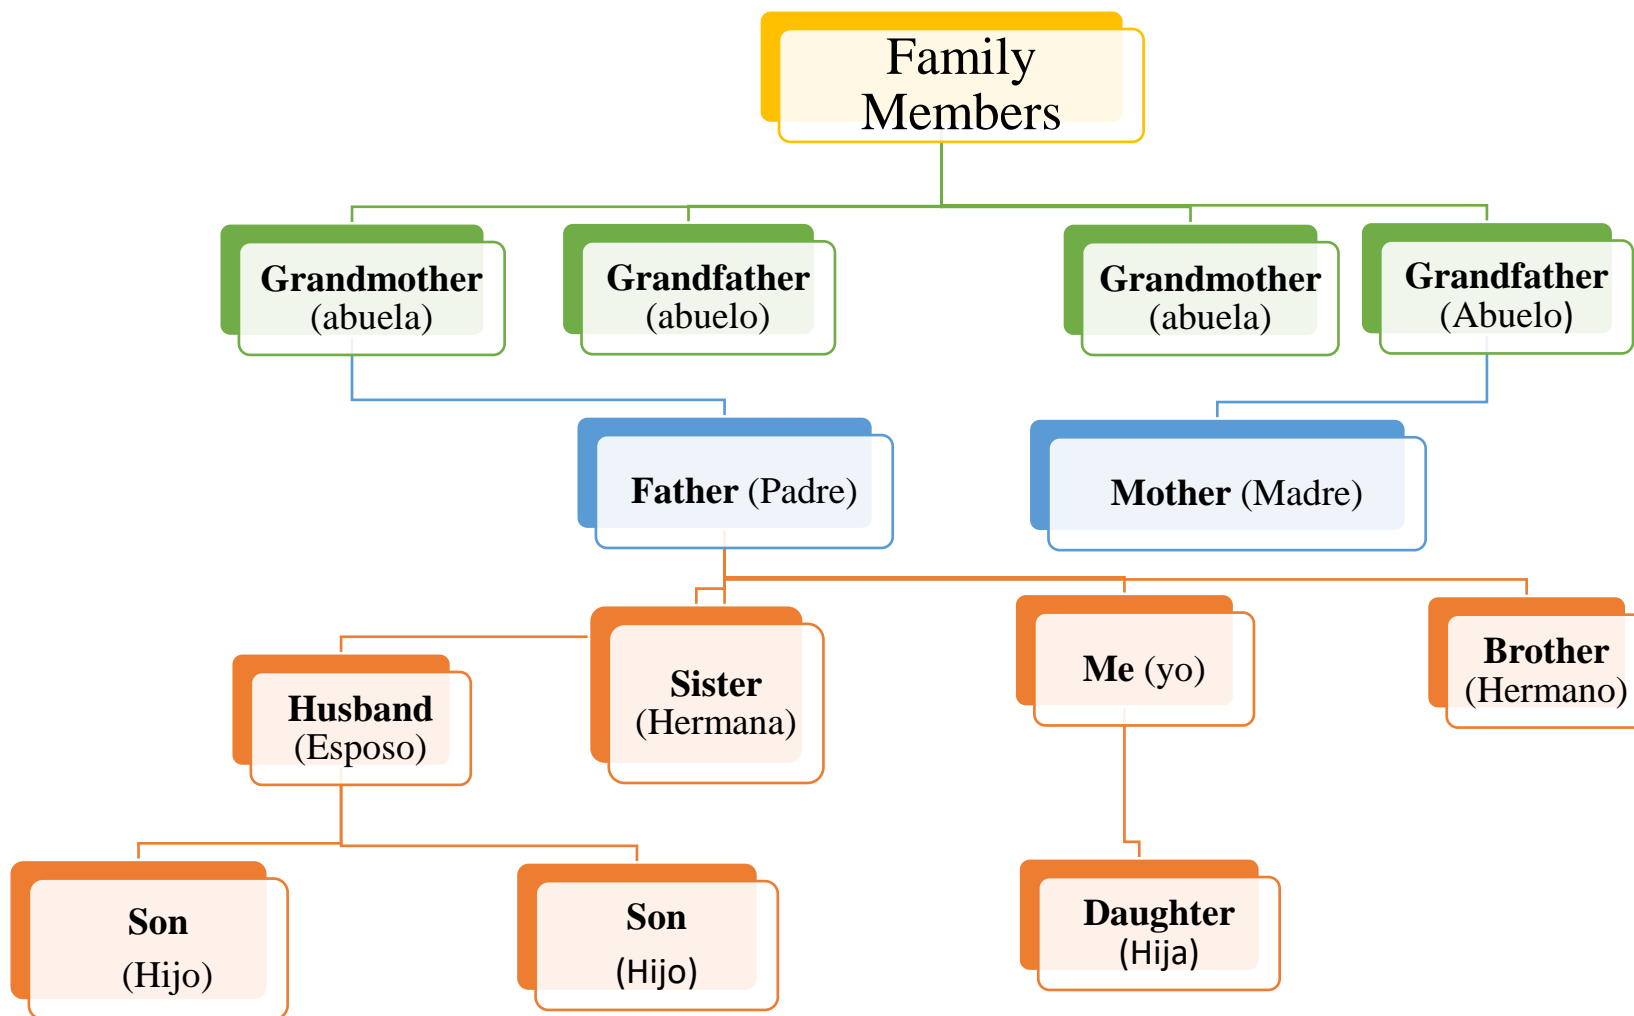 Family
Members
Grandmother
(abuela)
Grandfather
(abuelo)
Grandmother
(abuela)
Grandfather
(Abuelo)
Father (Padre)
Mother (Madre)
Husband
(Esposo)
Sister
(Hermana)
Me (yo)
Brother
(Hermano)
Son
(Hijo)
Son
(Hijo)
Daughter
(Hija)